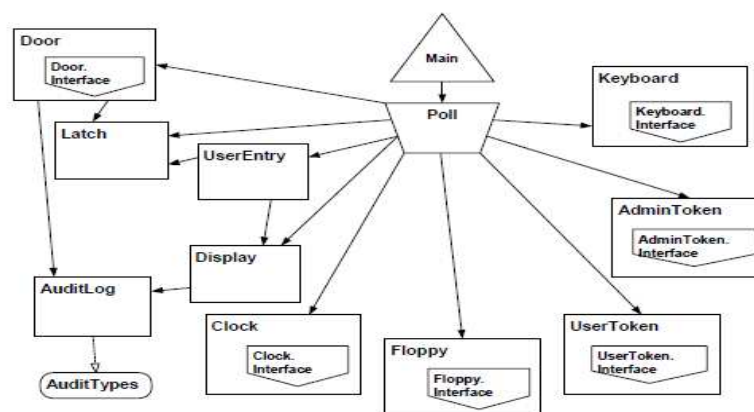 Door
Door.
Interface
Main
Keyboard
Keyboard.
Interface
Poll
Latch
UserEntry
AdminToken
AdminToken.
Interface
Display
AuditLog
Clock
Clock.
Interface
Floppy
Floppy.
Interface
UserToken
UserToken.
Interface
AuditTypes